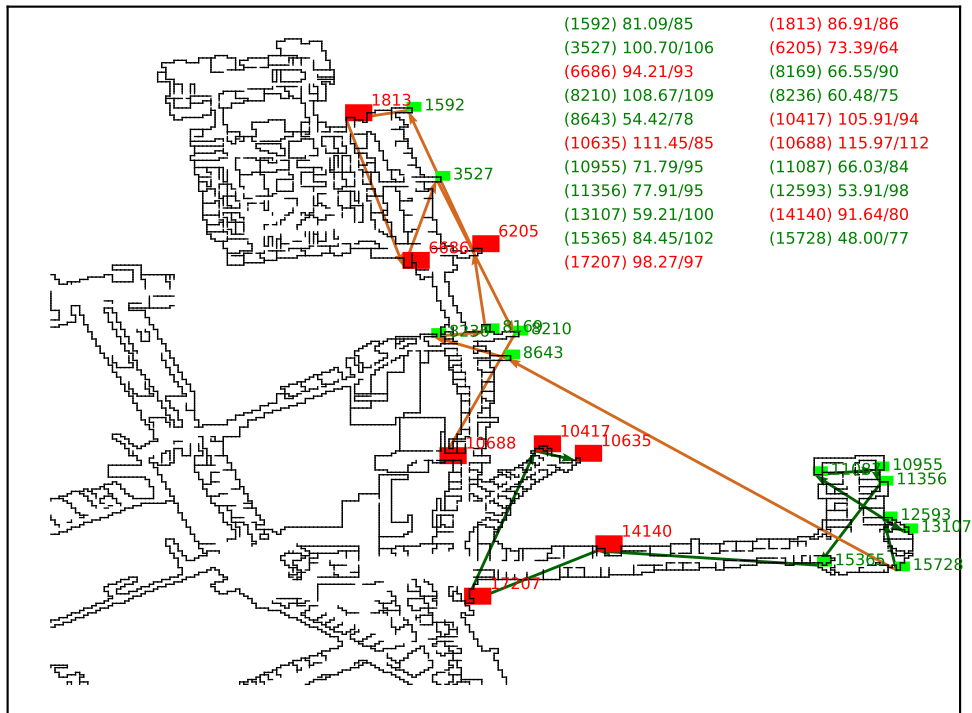 (1592) 81.09/85 (1813) 86.91/86
(3527) 100.70/106 (6205) 73.39/64
(6686) 94.21/93 (8169) 66.55/90
(8210) 108.67/109 (8236) 60.48/75
(8643) 54.42/78 (10417) 105.91/94
(10635) 111.45/85 (10688) 115.97/112
(10955) 71.79/95 (11087) 66.03/84
(11356) 77.91/95 (12593) 53.91/98
(13107) 59.21/100 (14140) 91.64/80
(15365) 84.45/102 (15728) 48.00/77
(17207) 98.27/97
1813
1592
3527
6205
6686
8169
8210
8236
8643
10417
10635
10688
10955
11087
11356
12593
13107
14140
15365
15728
17207